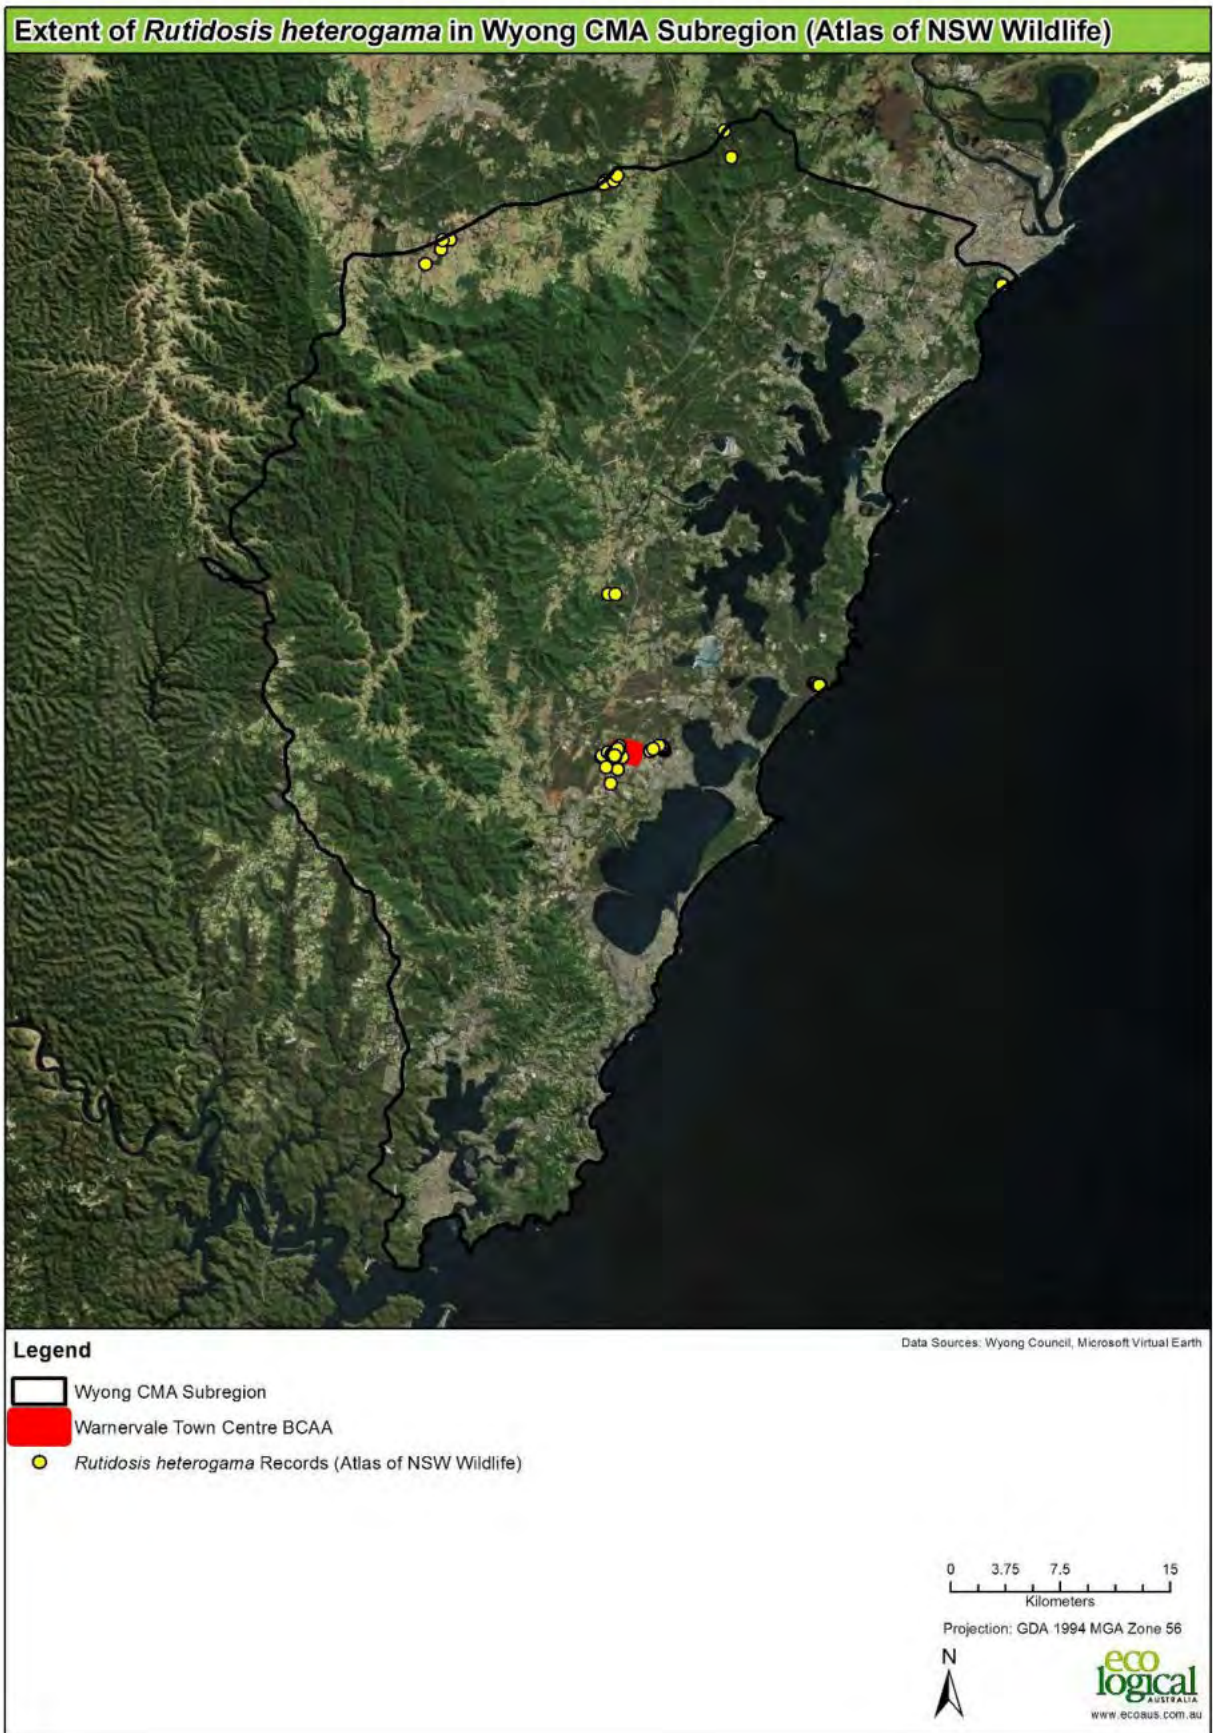 Extent of Rutidosis heterogama in Wyong CMA Subregion (Atlas of NSW Wildlife)
Legend
Data Sources: Wyong Council, Microsoft Virtual Earth
Wyong CMA Subregion
Warnervale Town Centre BCAA
Rutidosis heterogama Records (Atlas of NSW Wildlife)
0 3.75 7.5 15
Kilometers
Projection: GDA 1994 MGA Zone 56
N
eco
logical
AUSTRALIA
www.ecoaus.com.au